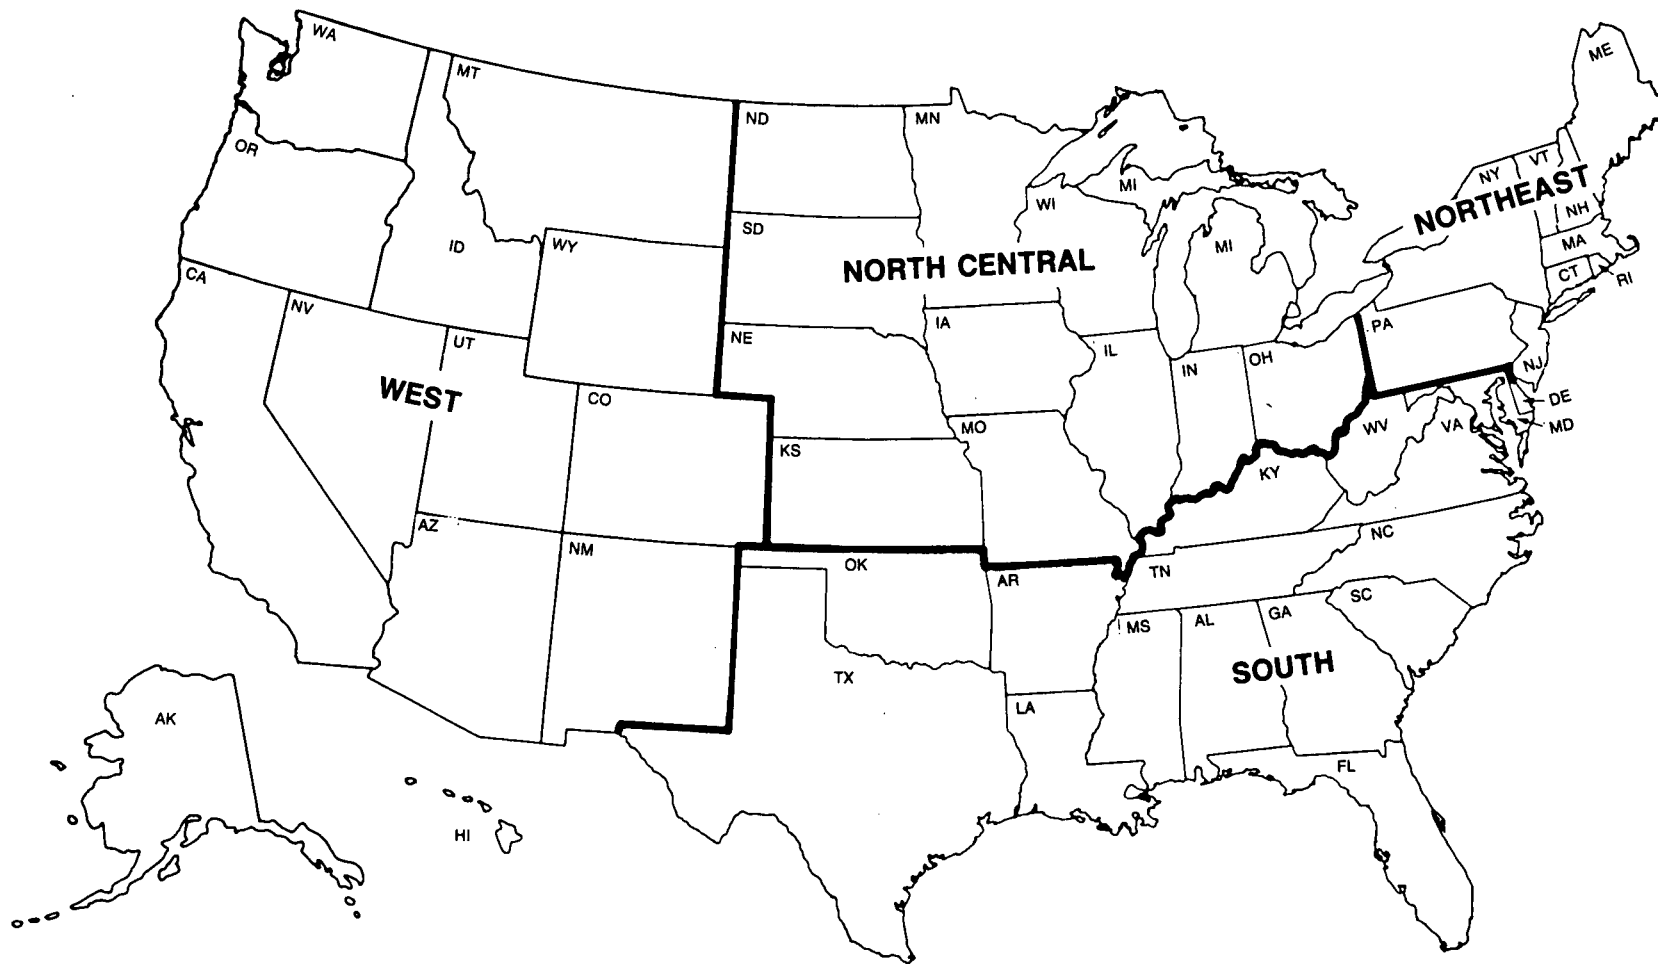 WA
MT
ND
MN
ME
OR
VT
NY
MI
WI
NORTHEAST
NH
SD
ID
WY
MI
MA
NORTH CENTRAL
CA
CT
RI
NV
IA
PA
UT
NE
IL
OH
IN
NJ
WEST
CO
DE
MO
WV
VA
MD
KS
KY
AZ
NC
NM
OK
TN
AR
SC
GA
AL
MS
SOUTH
TX
LA
AK
FL
HI